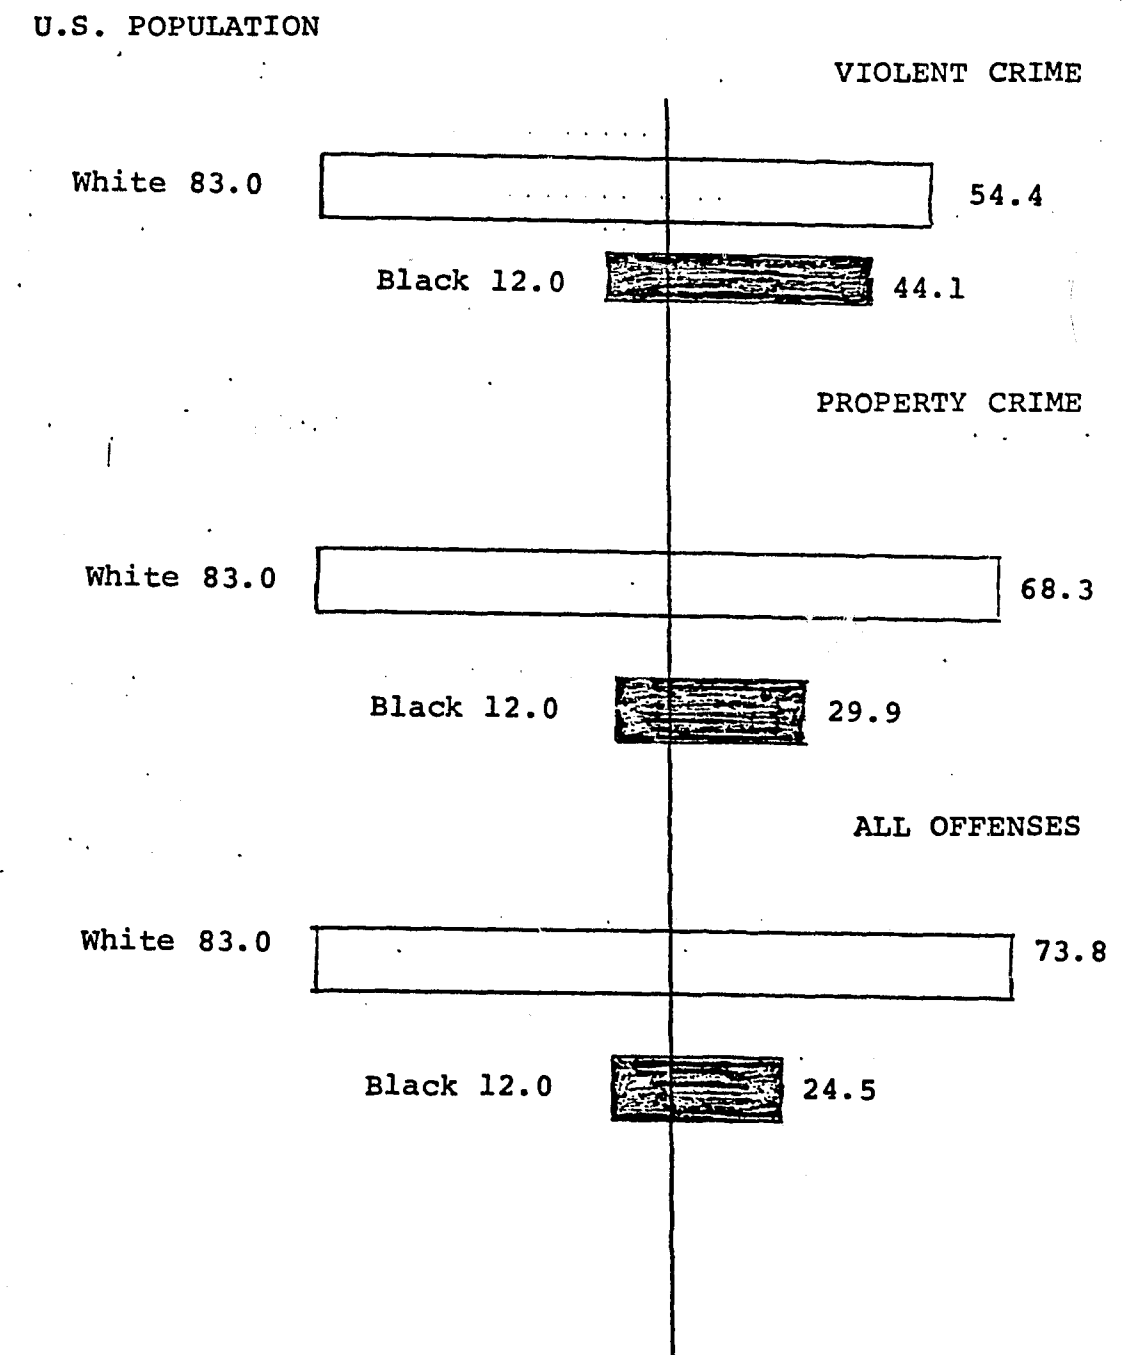 U.S. POPULATION
VIOLENT CRIME
White 83.0
54.4
Black 12.0
44.1
PROPERTY CRIME
White 83.0
68.3
Black 12.0
29.9
ALL OFFENSES
White 83.0
73.8
Black 12.0
24.5